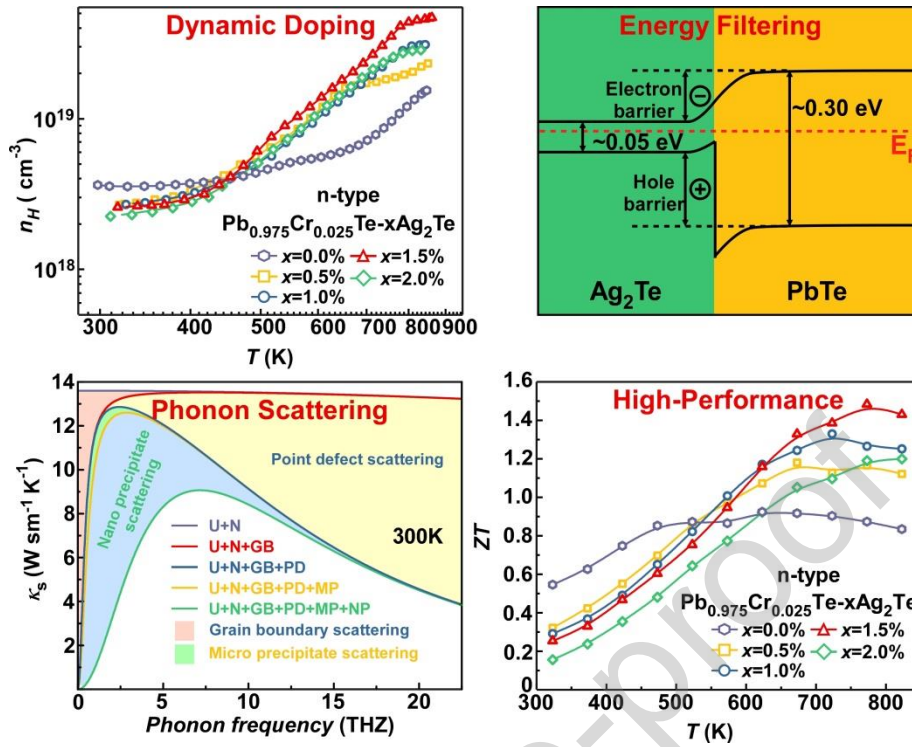 Dynamic Doping
n_H ( cm⁻³)
10¹⁹
10¹⁸
n-type
Pb₀.₉₇₅Cr₀.₀₂₅Te-xAg₂Te
x=0.0% x=1.5%
x=0.5% x=2.0%
x=1.0%
300 400 500 600 700 800 900
T (K)
Energy Filtering
Electron
barrier
−
~0.30 eV
~0.05 eV
E_F
Hole
barrier
+
Ag₂Te PbTe
Phonon Scattering
κ_s (W sm⁻¹ K⁻¹)
14
12
10
8
6
4
2
Nano precipitate
scattering
Point defect scattering
300K
U+N
U+N+GB
U+N+GB+PD
U+N+GB+PD+MP
U+N+GB+PD+MP+NP
Grain boundary scattering
Micro precipitate scattering
0 5 10 15 20
Phonon frequency (THZ)
High-Performance
ZT
1.6
1.4
1.2
1.0
0.8
0.6
0.4
0.2
0.0
n-type
Pb₀.₉₇₅Cr₀.₀₂₅Te-xAg₂Te
x=0.0% x=1.5%
x=0.5% x=2.0%
x=1.0%
300 400 500 600 700 800
T (K)
e-proof